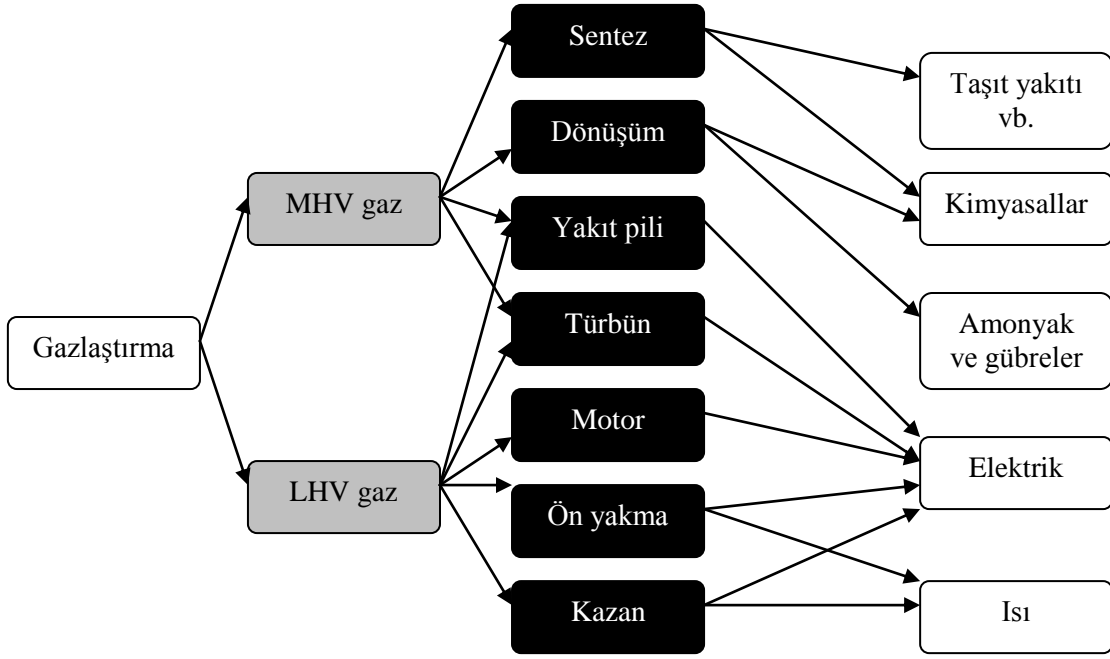 Gazlaştırma
MHV gaz
LHV gaz
Sentez
Dönüşüm
Yakıt pili
Türbün
Motor
Ön yakma
Kazan
Taşıt yakıtı
vb.
Kimyasallar
Amonyak
ve gübreler
Elektrik
Isı